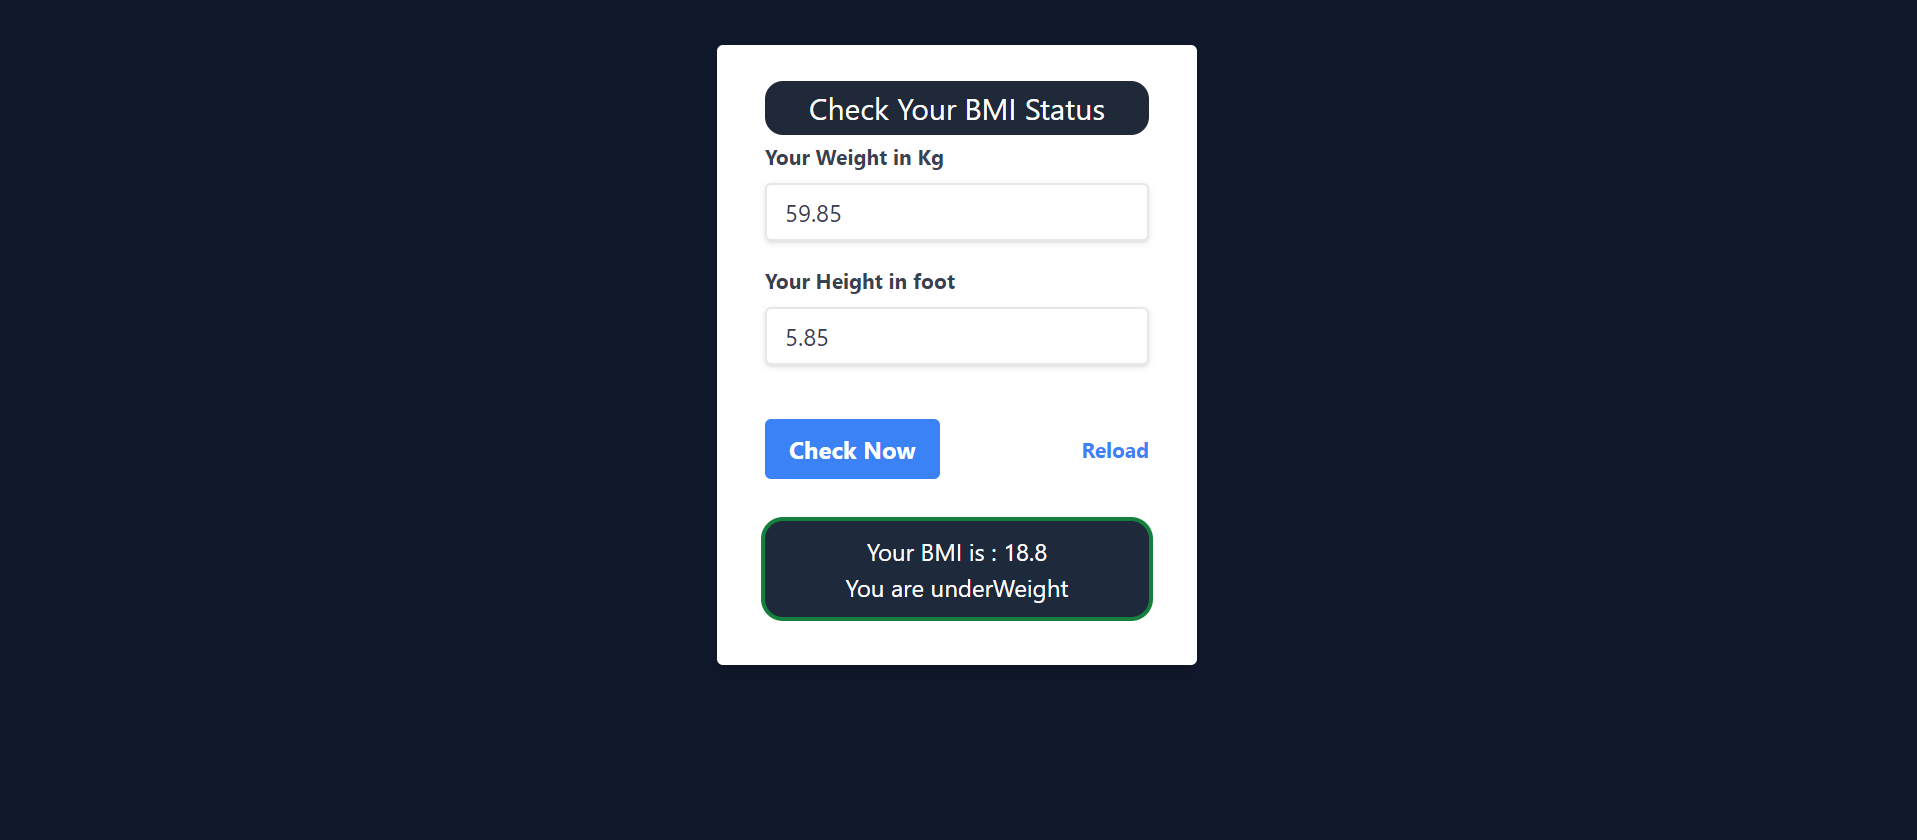 Check Your BMI Status
Your Weight in Kg
59.85
Your Height in foot
5.85
Check Now
Reload
Your BMI is : 18.8
You are underWeight